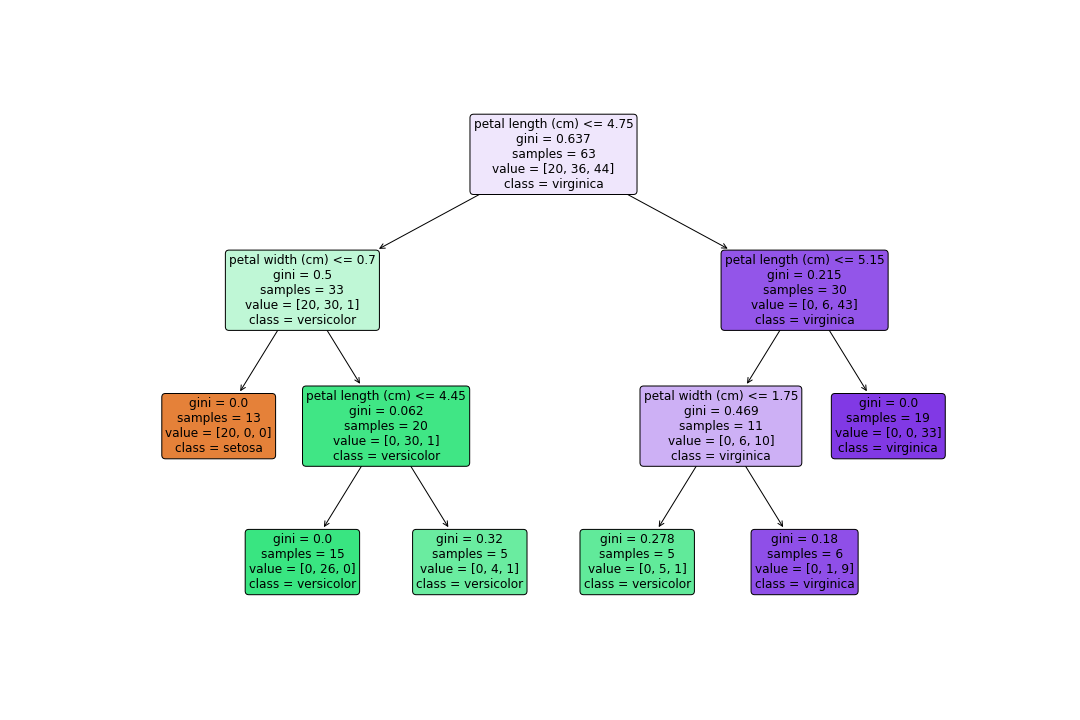 petal length (cm) <= 4.75
gini = 0.637
samples = 63
value = [20, 36, 44]
class = virginica
petal width (cm) <= 0.7
gini = 0.5
samples = 33
value = [20, 30, 1]
class = versicolor
petal length (cm) <= 5.15
gini = 0.215
samples = 30
value = [0, 6, 43]
class = virginica
gini = 0.0
samples = 13
value = [20, 0, 0]
class = setosa
petal length (cm) <= 4.45
gini = 0.062
samples = 20
value = [0, 30, 1]
class = versicolor
petal width (cm) <= 1.75
gini = 0.469
samples = 11
value = [0, 6, 10]
class = virginica
gini = 0.0
samples = 19
value = [0, 0, 33]
class = virginica
gini = 0.0
samples = 15
value = [0, 26, 0]
class = versicolor
gini = 0.32
samples = 5
value = [0, 4, 1]
class = versicolor
gini = 0.278
samples = 5
value = [0, 5, 1]
class = versicolor
gini = 0.18
samples = 6
value = [0, 1, 9]
class = virginica